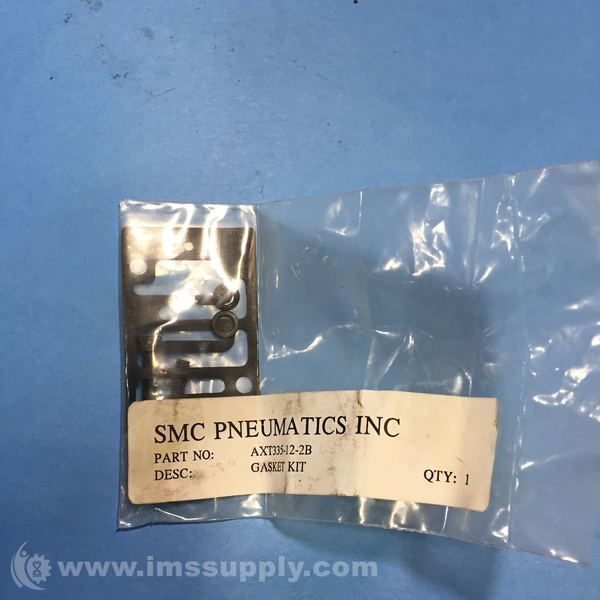 SMC PNEUMATICS INC
PART NO: AXT335-12-2B
DESC: GASKET KIT QTY: 1
www.imssupply.com